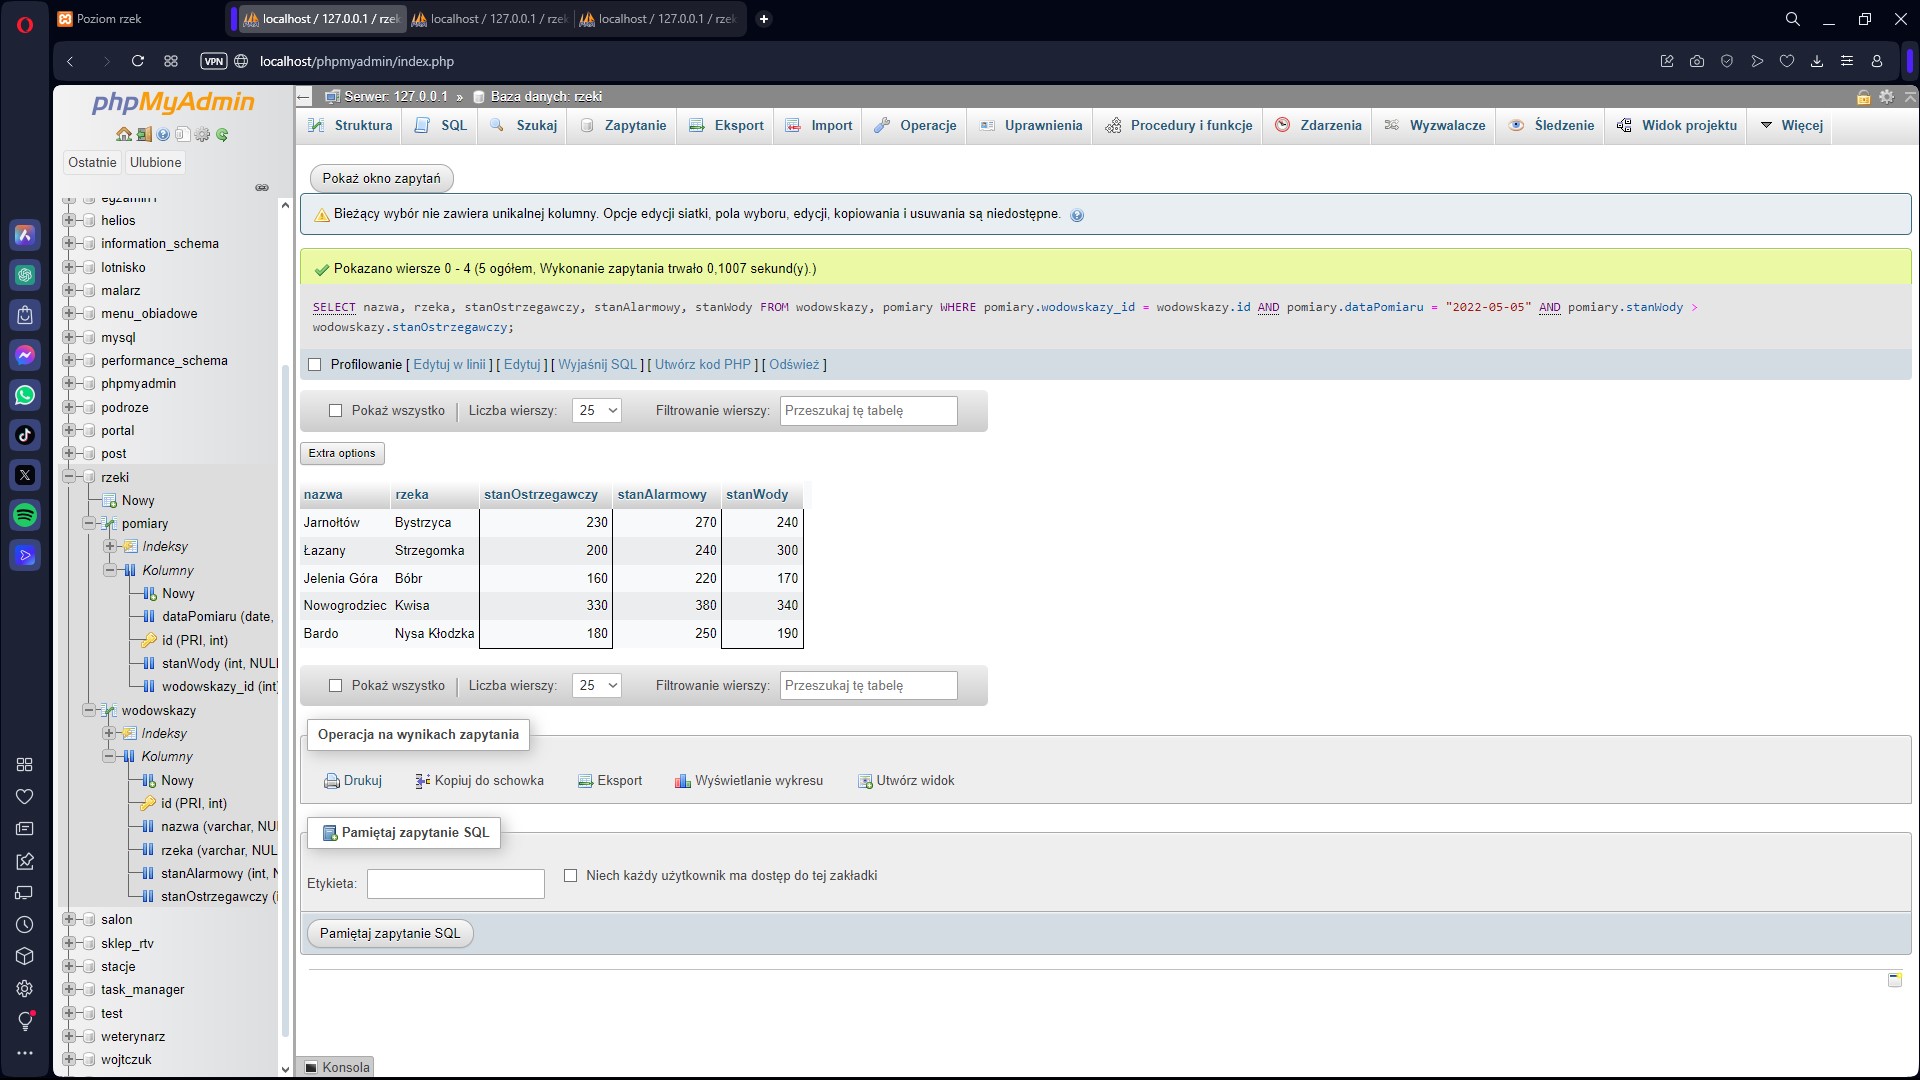 Poziom rzek
localhost / 127.0.0.1 / rzek
localhost / 127.0.0.1 / rzek
localhost / 127.0.0.1 / rzek
VPN
localhost/phpmyadmin/index.php
phpMyAdmin
Ostatnie
Ulubione
egzamin1
helios
information_schema
lotnisko
malarz
menu_obiadowe
mysql
performance_schema
phpmyadmin
podroze
portal
post
rzeki
Nowy
pomiary
Indeksy
Kolumny
Nowy
dataPomiaru (date,
id (PRI, int)
stanWody (int, NULL
wodowskazy_id (int
wodowskazy
Indeksy
Kolumny
Nowy
id (PRI, int)
nazwa (varchar, NU
rzeka (varchar, NUL
stanAlarmowy (int, N
stanOstrzegawczy (i
salon
sklep_rtv
stacje
task_manager
test
weterynarz
wojtczuk
Serwer: 127.0.0.1 » Baza danych: rzeki
Struktura SQL Szukaj Zapytanie Eksport Import Operacje Uprawnienia Procedury i funkcje Zdarzenia Wyzwalacze Śledzenie Widok projektu Więcej
Pokaż okno zapytań
Bieżący wybór nie zawiera unikalnej kolumny. Opcje edycji siatki, pola wyboru, edycji, kopiowania i usuwania są niedostępne.
Pokazano wiersze 0 - 4 (5 ogółem, Wykonanie zapytania trwało 0,1007 sekund(y).)
SELECT nazwa, rzeka, stanOstrzegawczy, stanAlarmowy, stanWody FROM wodowskazy, pomiary WHERE pomiary.wodowskazy_id = wodowskazy.id AND pomiary.dataPomiaru = "2022-05-05" AND pomiary.stanWody >
wodowskazy.stanOstrzegawczy;
Profilowanie [ Edytuj w linii ] [ Edytuj ] [ Wyjaśnij SQL ] [ Utwórz kod PHP ] [ Odśwież ]
Pokaż wszystko Liczba wierszy: 25 Filtrowanie wierszy: Przeszukaj tę tabelę
Extra options
nazwa rzeka stanOstrzegawczy stanAlarmowy stanWody
Jarnołtów Bystrzyca 230 270 240
Łazany Strzegomka 200 240 300
Jelenia Góra Bóbr 160 220 170
Nowogrodziec Kwisa 330 380 340
Bardo Nysa Kłodzka 180 250 190
Pokaż wszystko Liczba wierszy: 25 Filtrowanie wierszy: Przeszukaj tę tabelę
Operacja na wynikach zapytania
Drukuj Kopiuj do schowka Eksport Wyświetlanie wykresu Utwórz widok
Pamiętaj zapytanie SQL
Etykieta: Niech każdy użytkownik ma dostęp do tej zakładki
Pamiętaj zapytanie SQL
Konsola